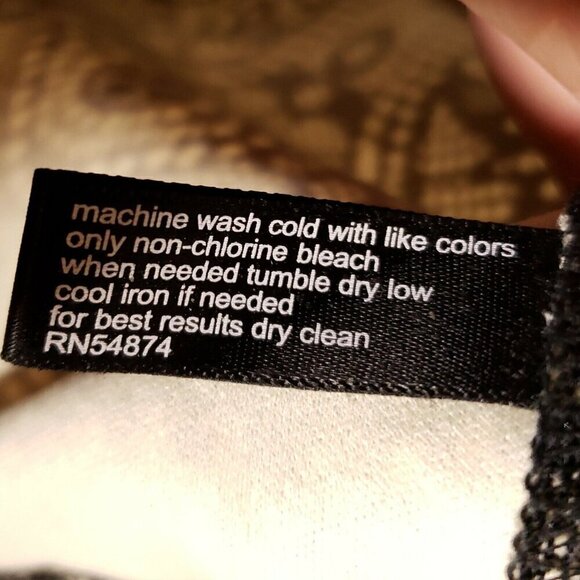 machine wash cold with like colors
only non-chlorine bleach
when needed tumble dry low
cool iron if needed
for best results dry clean
RN54874